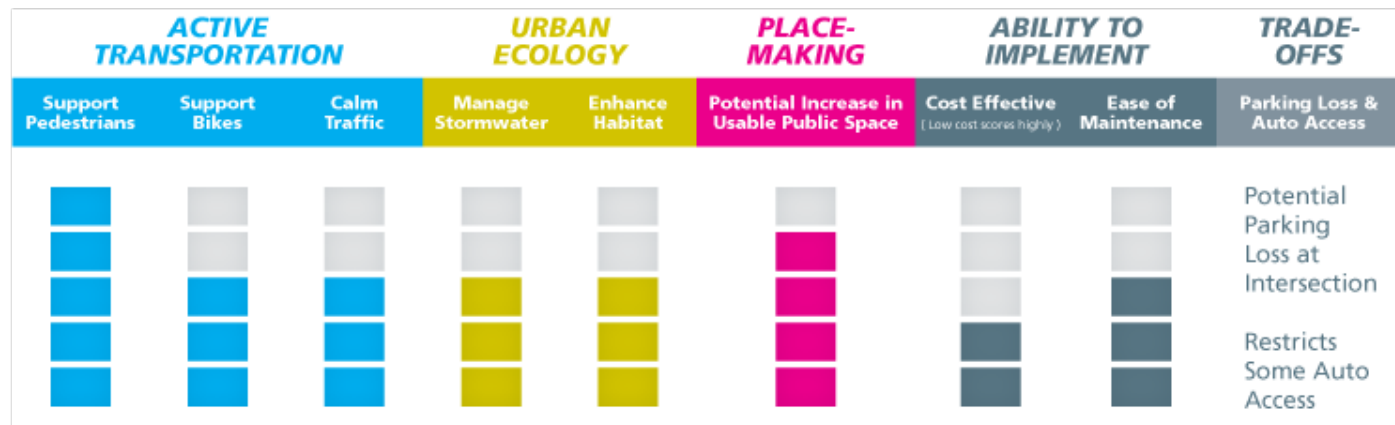 ACTIVE
TRANSPORTATION
URBAN
ECOLOGY
PLACE-
MAKING
ABILITY TO
IMPLEMENT
TRADE-
OFFS
Support
Pedestrians
Support
Bikes
Calm
Traffic
Manage
Stormwater
Enhance
Habitat
Potential Increase in
Usable Public Space
Cost Effective
( Low cost scores highly )
Ease of
Maintenance
Parking Loss &
Auto Access
Potential
Parking
Loss at
Intersection
Restricts
Some Auto
Access